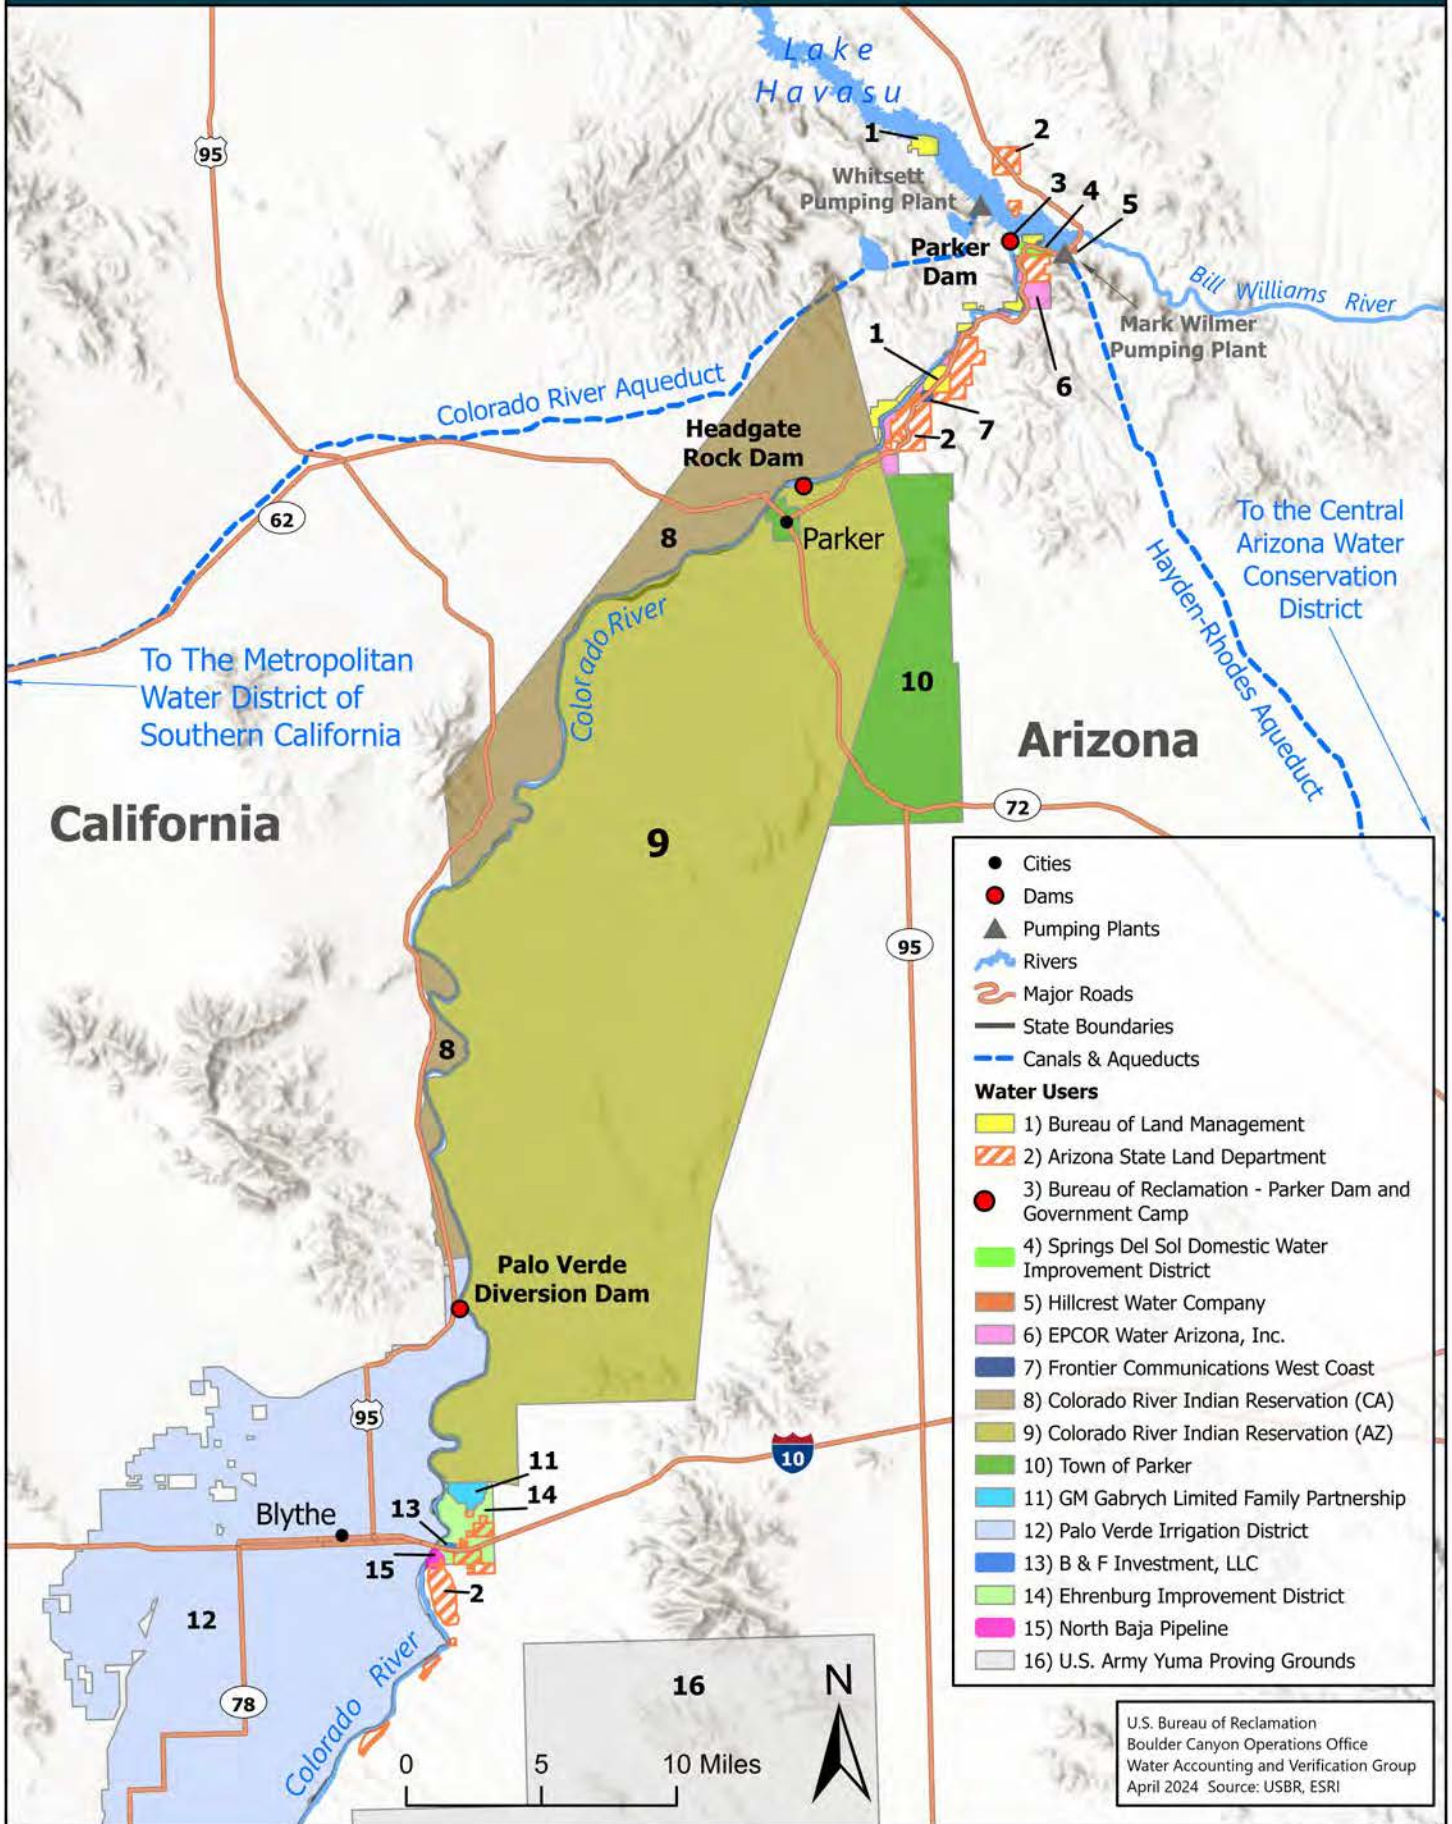 Lake
Havasu
95
1
2
Whitsett
Pumping Plant
3
4
5
Parker
Dam
Bill Williams River
Mark Wilmer
Pumping Plant
1
6
Colorado River Aqueduct
Headgate
Rock Dam
7
2
62
8
Parker
To the Central
Arizona Water
Conservation
District
Hayden-Rhodes Aqueduct
Colorado River
To The Metropolitan
Water District of
Southern California
10
Arizona
California
72
9
95
8
Palo Verde
Diversion Dam
95
10
11
14
13
Blythe
15
2
12
78
Colorado River
16
N
0 5 10 Miles
Cities
Dams
Pumping Plants
Rivers
Major Roads
State Boundaries
Canals & Aqueducts
Water Users
1) Bureau of Land Management
2) Arizona State Land Department
3) Bureau of Reclamation - Parker Dam and
Government Camp
4) Springs Del Sol Domestic Water
Improvement District
5) Hillcrest Water Company
6) EPCOR Water Arizona, Inc.
7) Frontier Communications West Coast
8) Colorado River Indian Reservation (CA)
9) Colorado River Indian Reservation (AZ)
10) Town of Parker
11) GM Gabrych Limited Family Partnership
12) Palo Verde Irrigation District
13) B & F Investment, LLC
14) Ehrenburg Improvement District
15) North Baja Pipeline
16) U.S. Army Yuma Proving Grounds
U.S. Bureau of Reclamation
Boulder Canyon Operations Office
Water Accounting and Verification Group
April 2024 Source: USBR, ESRI